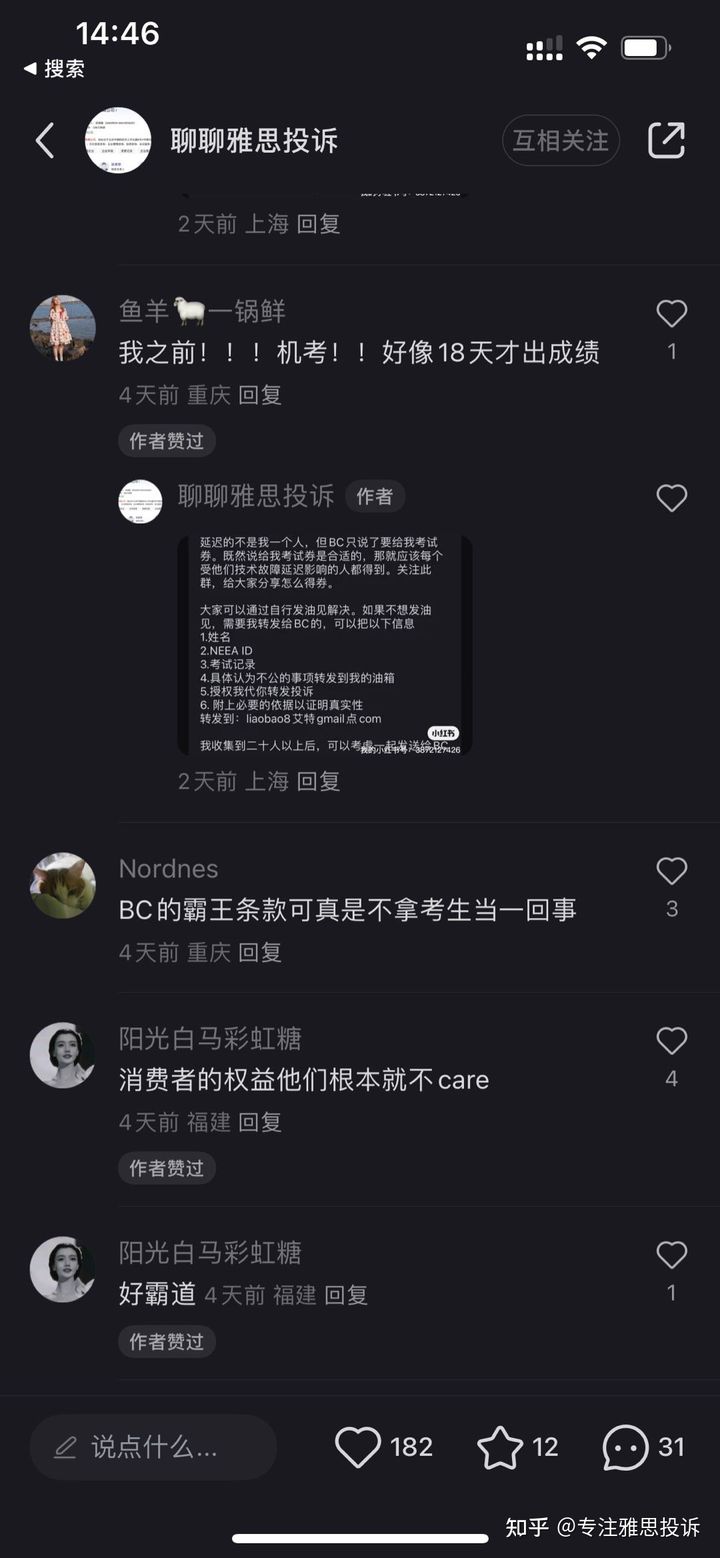 14:46
◀ 搜索
聊聊雅思投诉
互相关注
2天前 上海 回复
鱼羊🐑一锅鲜
我之前！！！机考！！好像18天才出成绩
1
4天前 重庆 回复
作者赞过
聊聊雅思投诉 作者
延迟的不是我一个人，但BC只说了要给我考试
券。既然说给我考试券是合适的，那就应该每个
受他们技术故障延迟影响的人都得到。关注此
群，给大家分享怎么得券。
大家可以通过自行发油见解决。如果不想发油
见，需要我转发给BC的，可以把以下信息
1.姓名
2.NEEA ID
3.考试记录
4.具体认为不公的事项转发到我的油箱
5.授权我代你转发投诉
6. 附上必要的依据以证明真实性
转发到：liaobao8艾特gmail点com
小红书
我收集到二十人以上后，可以考虑一起发送给BC
我的小红书号：3872127426
2天前 上海 回复
Nordnes
BC的霸王条款可真是不拿考生当一回事
3
4天前 重庆 回复
阳光白马彩虹糖
消费者的权益他们根本就不care
4
4天前 福建 回复
作者赞过
阳光白马彩虹糖
好霸道 4天前 福建 回复
1
作者赞过
说点什么...
182
12
31
知乎 @专注雅思投诉